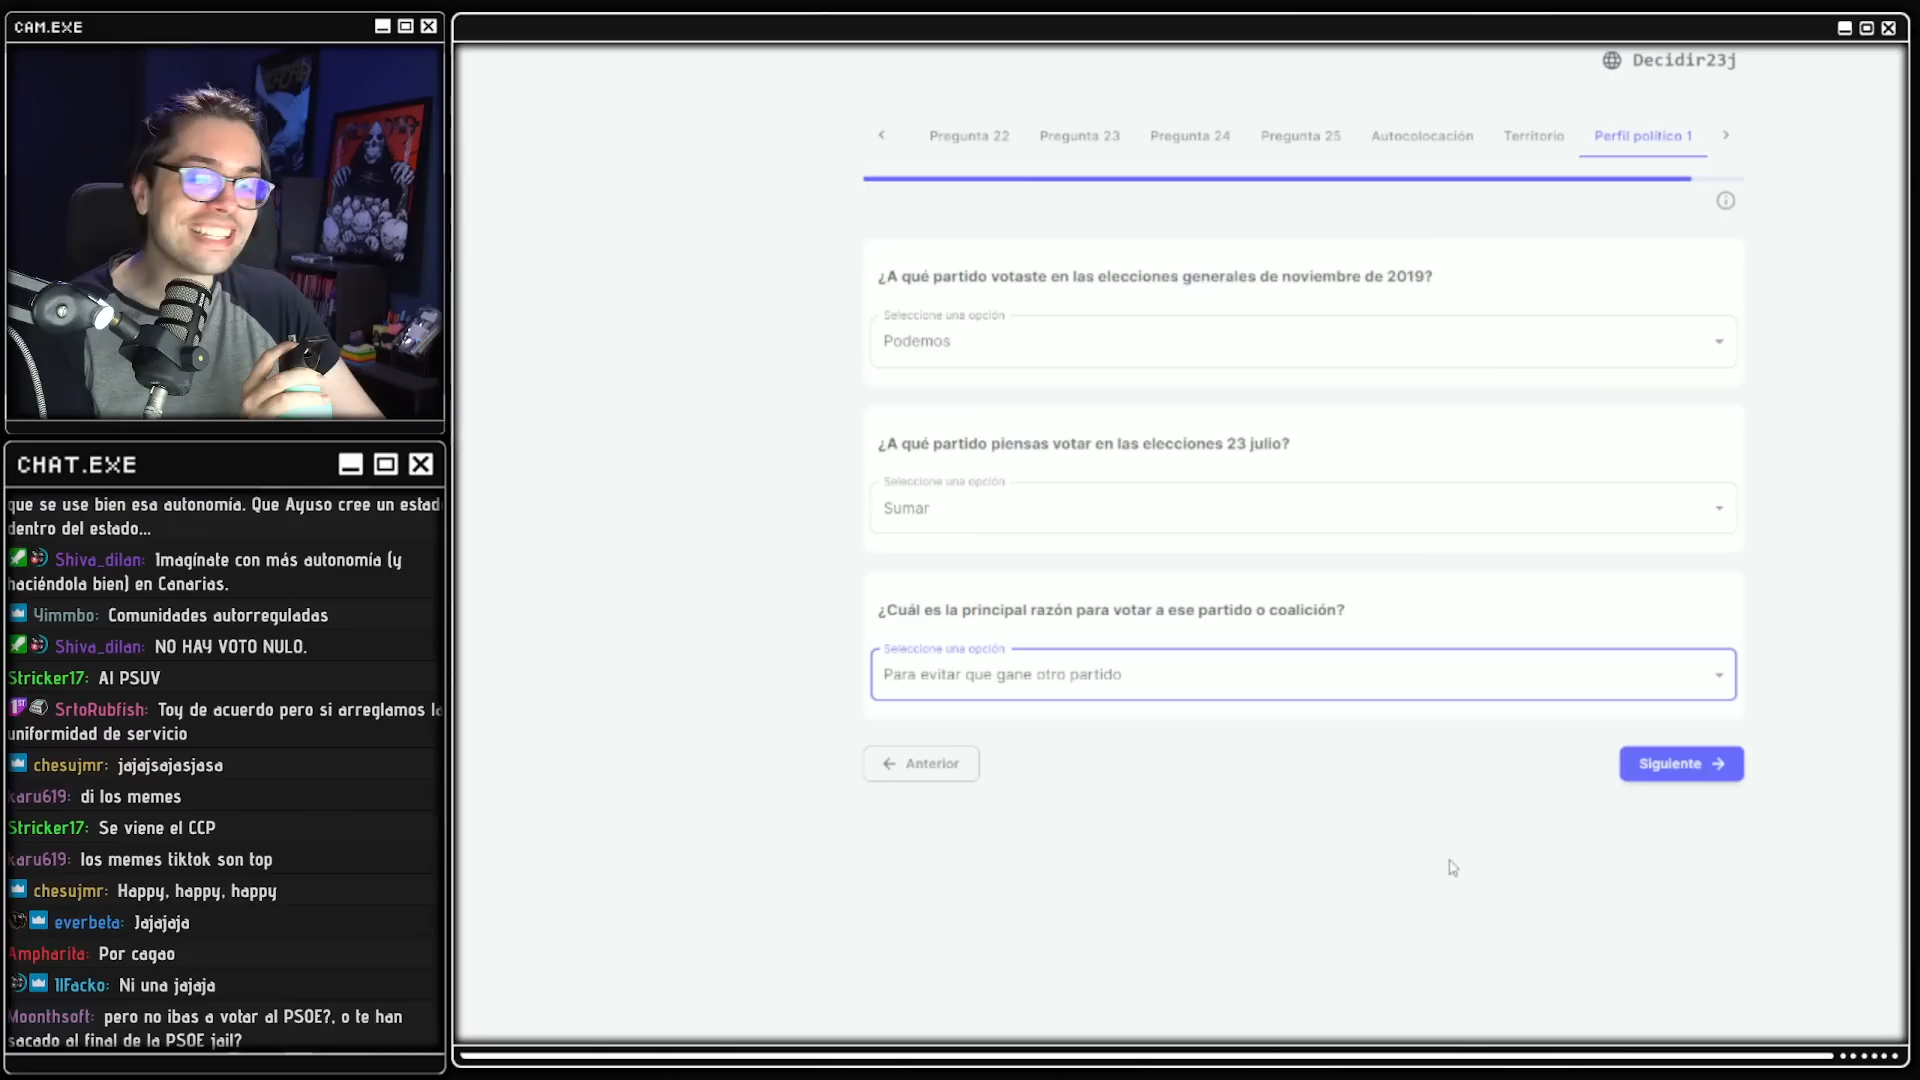 CAM.EXE
CHAT.EXE
que se use bien esa autonomía. Que Ayuso cree un estad
dentro del estado...
Shiva_dilan: Imagínate con más autonomía (y
haciéndola bien) en Canarias.
Yimmbo: Comunidades autorreguladas
Shiva_dilan: NO HAY VOTO NULO.
Stricker17: Al PSUV
SrtoRubfish: Toy de acuerdo pero si arreglamos la
uniformidad de servicio
chesujmr: jajajsajasjasa
karu619: di los memes
Stricker17: Se viene el CCP
karu619: los memes tiktok son top
chesujmr: Happy, happy, happy
everbeta: Jajajaja
Ampharita: Por cagao
11Facko: Ni una jajaja
Moonthsoft: pero no ibas a votar al PSOE?, o te han
sacado al final de la PSOE jail?
Decidir23j
Pregunta 22 Pregunta 23 Pregunta 24 Pregunta 25 Autocolocación Territorio Perfil político 1
¿A qué partido votaste en las elecciones generales de noviembre de 2019?
Seleccione una opción
Podemos
¿A qué partido piensas votar en las elecciones 23 julio?
Seleccione una opción
Sumar
¿Cuál es la principal razón para votar a ese partido o coalición?
Seleccione una opción
Para evitar que gane otro partido
Anterior
Siguiente